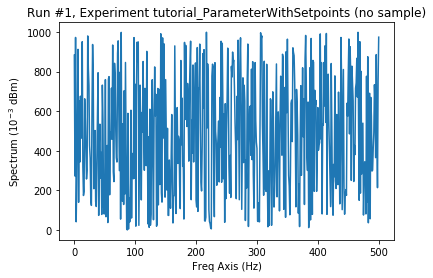 Run #1, Experiment tutorial_ParameterWithSetpoints (no sample)
1000
800
600
400
200
0
Spectrum (10⁻³ dBm)
0 100 200 300 400 500
Freq Axis (Hz)